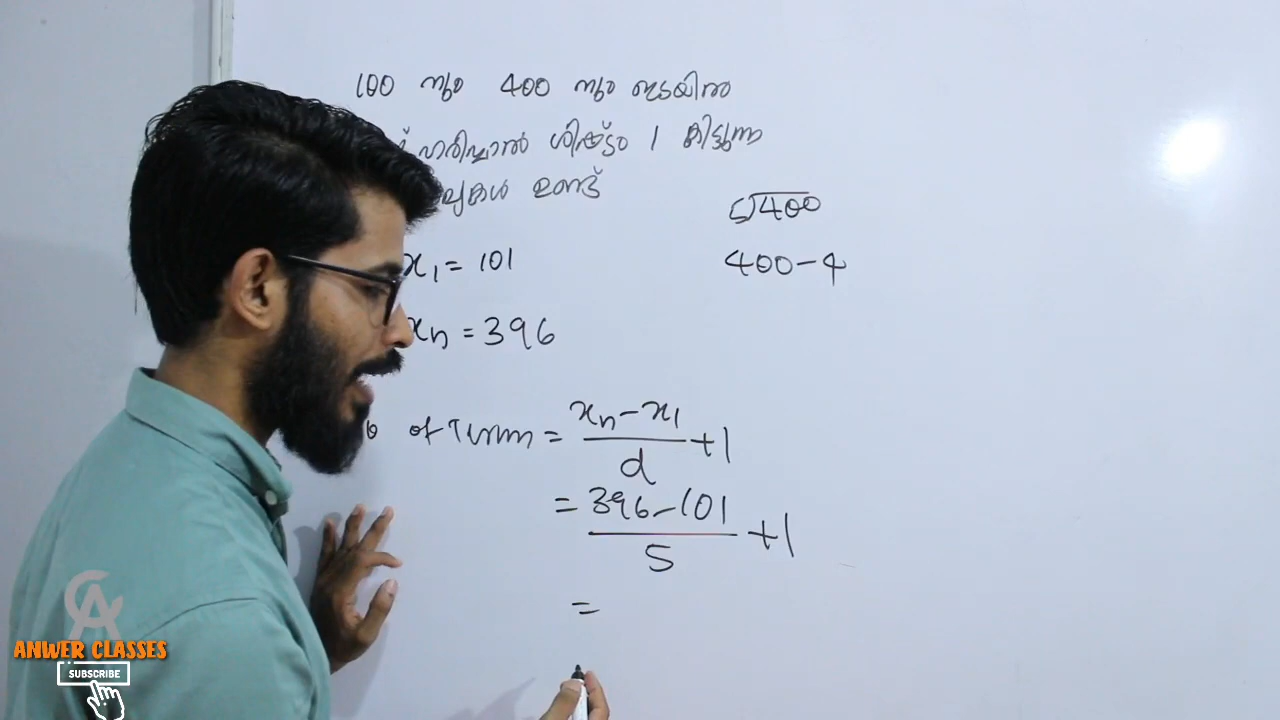 100 നും 400 നും ഇടയിൽ
ഹരിച്ചാൽ ശിഷ്ടം 1 കിട്ടുന്ന
ഉണ്ട്
5)400
400-4
x₁ = 101
xₙ = 396
of Term = (xₙ - x₁)/d + 1
= (396 - 101)/5 + 1
=
CA
ANWER CLASSES
SUBSCRIBE